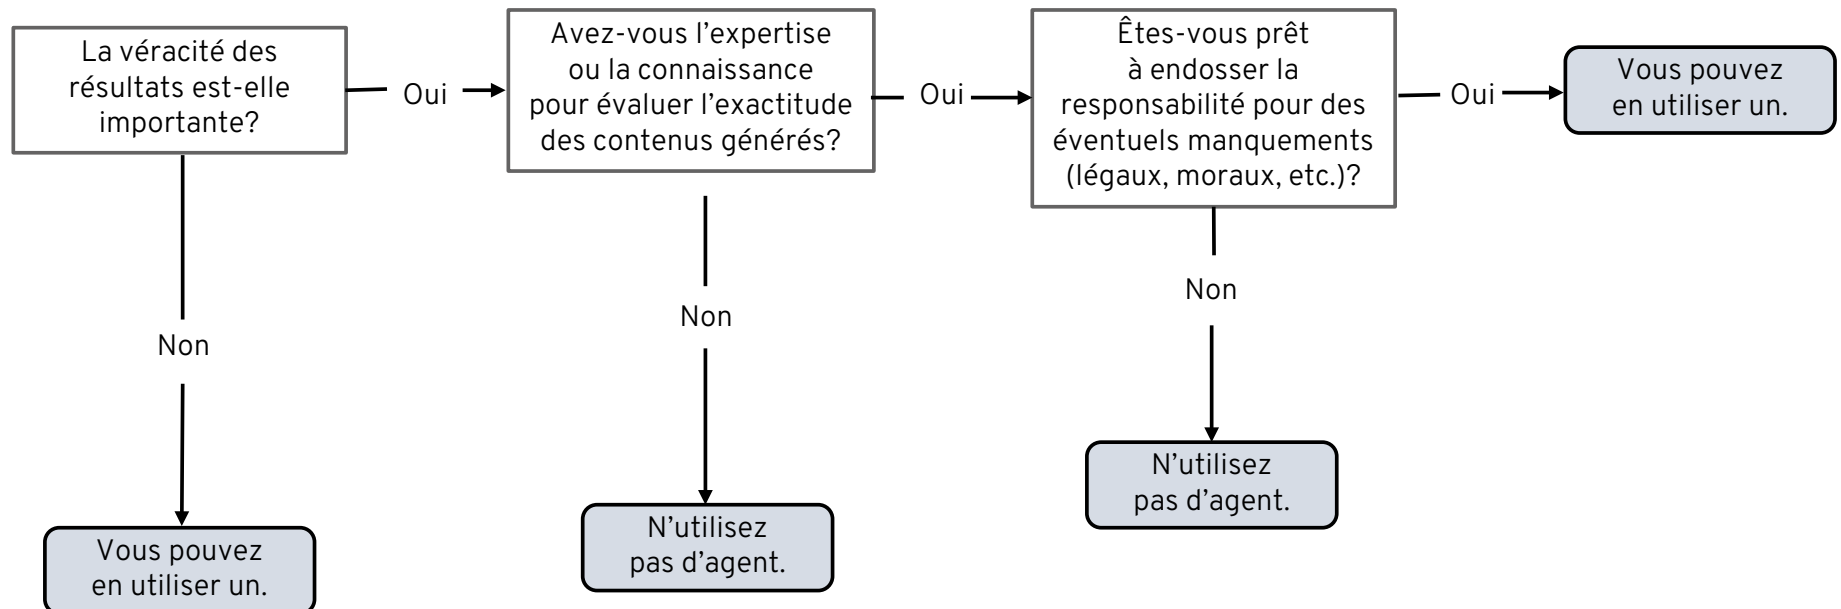 La véracité des
résultats est-elle
importante?
Oui
Avez-vous l'expertise
ou la connaissance
pour évaluer l'exactitude
des contenus générés?
Oui
Êtes-vous prêt
à endosser la
responsabilité pour des
éventuels manquements
(légaux, moraux, etc.)?
Oui
Vous pouvez
en utiliser un.
Non
Non
Non
Vous pouvez
en utiliser un.
N'utilisez
pas d'agent.
N'utilisez
pas d'agent.